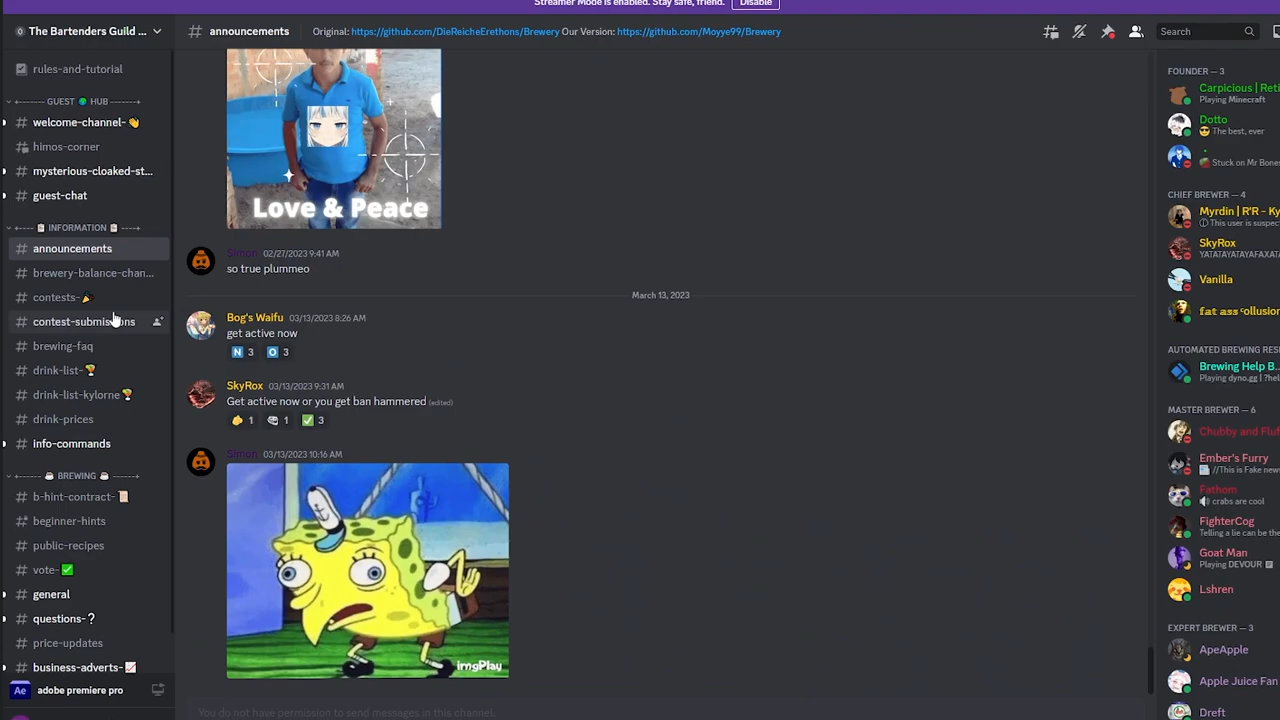 Streamer Mode is enabled. Stay safe, friend. Disable
The Bartenders Guild ...
announcements
Original: https://github.com/DieReicheErethons/Brewery Our Version: https://github.com/Moyye99/Brewery
Search
rules-and-tutorial
+------- GUEST HUB -------+
welcome-channel-
himos-corner
mysterious-cloaked-st...
guest-chat
+---- INFORMATION ----+
announcements
brewery-balance-chan...
contests-
contest-submissions
brewing-faq
drink-list-
drink-list-kylorne
drink-prices
info-commands
+------- BREWING -------+
b-hint-contract-
beginner-hints
public-recipes
vote-
general
questions-?
price-updates
business-adverts-
Ae
adobe premiere pro
Love & Peace
Simon 02/27/2023 9:41 AM
so true plummeo
March 13, 2023
Bog's Waifu 03/13/2023 8:26 AM
get active now
N 3 O 3
SkyRox 03/13/2023 9:31 AM
Get active now or you get ban hammered (edited)
1 1 3
Simon 03/13/2023 10:16 AM
imgPlay
You do not have permission to send messages in this channel.
FOUNDER — 3
Carpicious | Reti
Playing Minecraft
Dotto
The best, ever
Stuck on Mr Bones
CHIEF BREWER — 4
Myrdin | R'R - Ky
This user is suspec
SkyRox
YATATAYATAYAFAXATA
Vanilla
fat ass collusion
AUTOMATED BREWING RES
Brewing Help B...
Playing dyno.gg | ?hel
MASTER BREWER — 6
Chubby and Fluf
Ember's Fury
//This is Fake news
Fathom
crabs are cool
FighterCog
Telling a lie can be the
Goat Man
Playing DEVOUR
Lshren
EXPERT BREWER — 3
ApeApple
Apple Juice Fan
Dreft